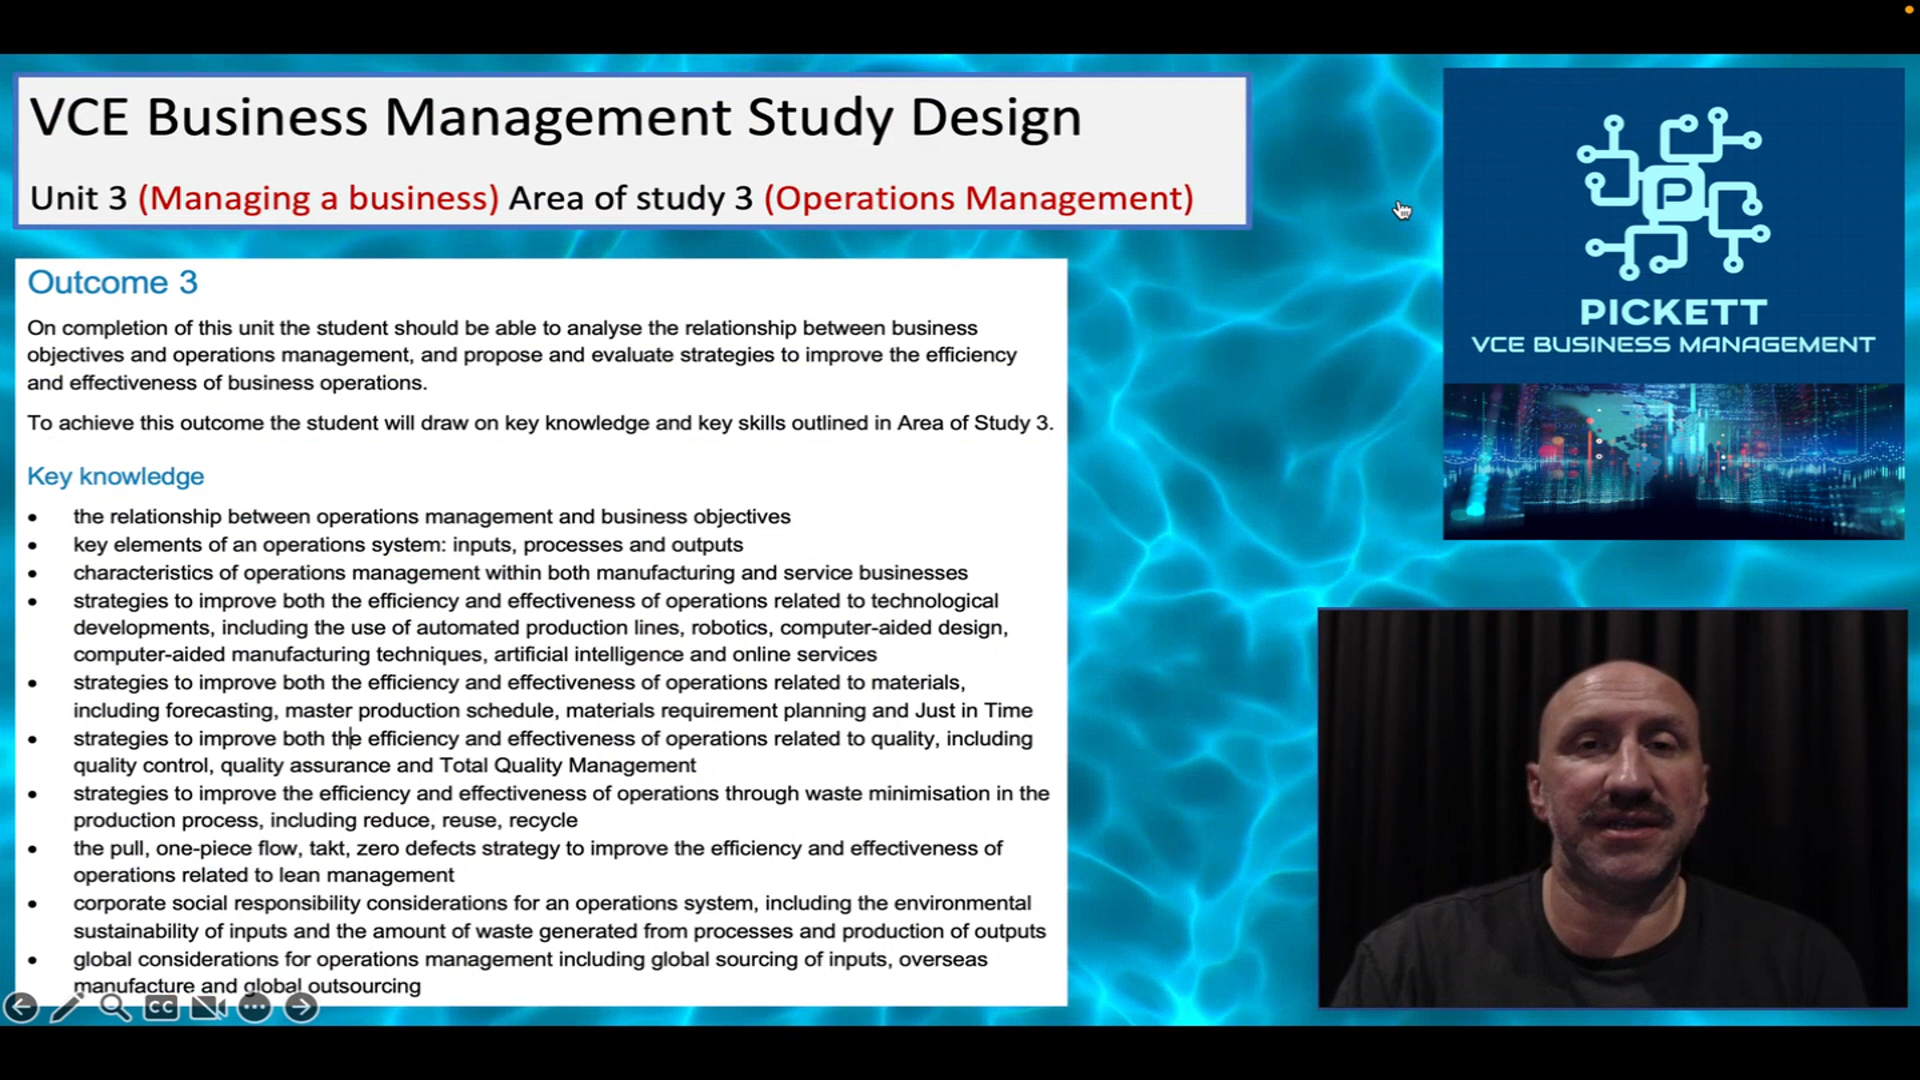 VCE Business Management Study Design
Unit 3 (Managing a business) Area of study 3 (Operations Management)
Outcome 3
On completion of this unit the student should be able to analyse the relationship between business
objectives and operations management, and propose and evaluate strategies to improve the efficiency
and effectiveness of business operations.
To achieve this outcome the student will draw on key knowledge and key skills outlined in Area of Study 3.
Key knowledge
• the relationship between operations management and business objectives
• key elements of an operations system: inputs, processes and outputs
• characteristics of operations management within both manufacturing and service businesses
• strategies to improve both the efficiency and effectiveness of operations related to technological
developments, including the use of automated production lines, robotics, computer-aided design,
computer-aided manufacturing techniques, artificial intelligence and online services
• strategies to improve both the efficiency and effectiveness of operations related to materials,
including forecasting, master production schedule, materials requirement planning and Just in Time
• strategies to improve both the efficiency and effectiveness of operations related to quality, including
quality control, quality assurance and Total Quality Management
• strategies to improve the efficiency and effectiveness of operations through waste minimisation in the
production process, including reduce, reuse, recycle
• the pull, one-piece flow, takt, zero defects strategy to improve the efficiency and effectiveness of
operations related to lean management
• corporate social responsibility considerations for an operations system, including the environmental
sustainability of inputs and the amount of waste generated from processes and production of outputs
• global considerations for operations management including global sourcing of inputs, overseas
manufacture and global outsourcing
CC
P
PICKETT
VCE BUSINESS MANAGEMENT